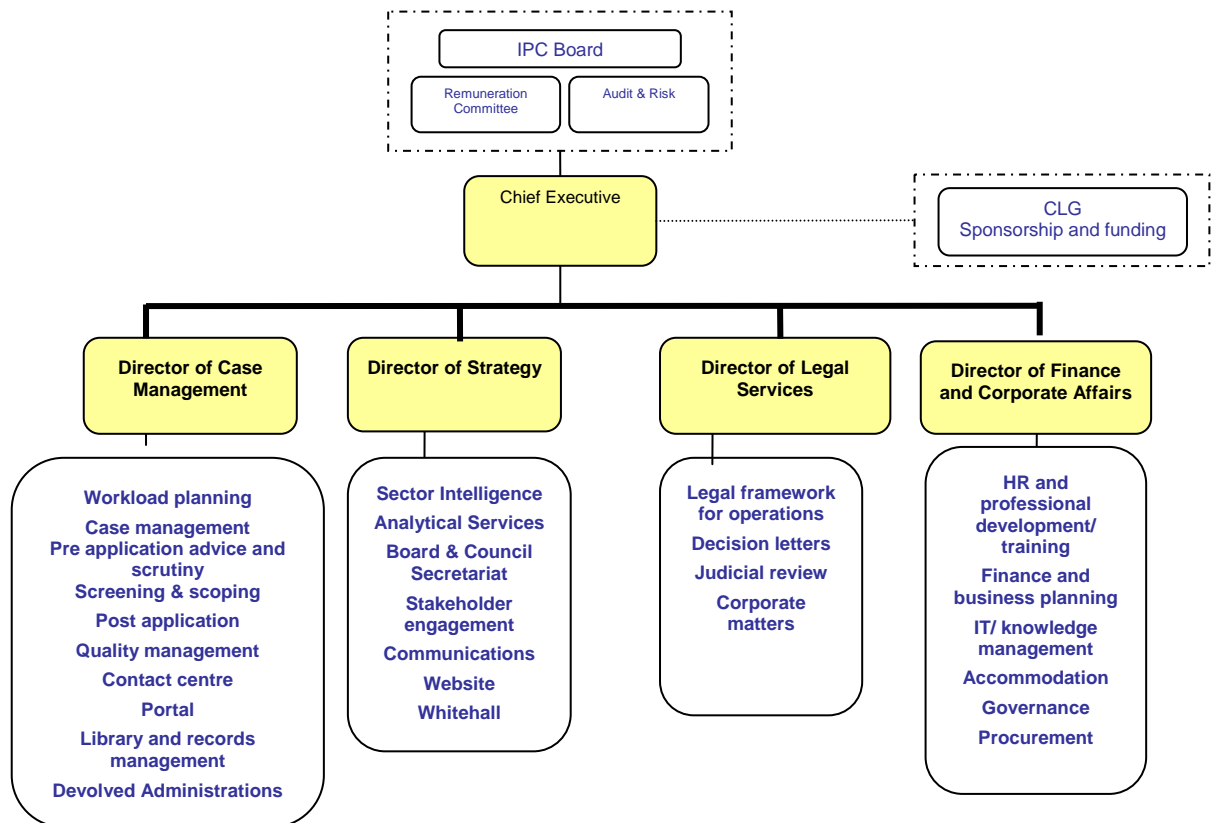 IPC Board
Remuneration
Committee
Audit & Risk
Chief Executive
CLG
Sponsorship and funding
Director of Case
Management
Director of Strategy
Director of Legal
Services
Director of Finance
and Corporate Affairs
Workload planning
Case management
Pre application advice and
scrutiny
Screening & scoping
Post application
Quality management
Contact centre
Portal
Library and records
management
Devolved Administrations
Sector Intelligence
Analytical Services
Board & Council
Secretariat
Stakeholder
engagement
Communications
Website
Whitehall
Legal framework
for operations
Decision letters
Judicial review
Corporate
matters
HR and
professional
development/
training
Finance and
business planning
IT/ knowledge
management
Accommodation
Governance
Procurement